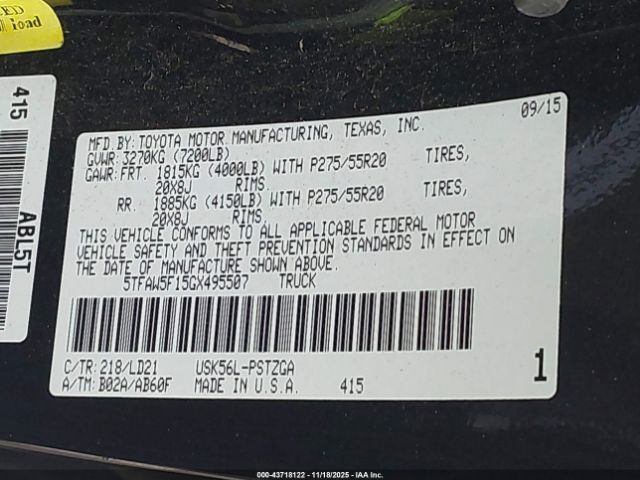 ED
load
415
ABL5T
09/15
MFD.BY:TOYOTA MOTOR MANUFACTURING, TEXAS, INC.
GVWR:3270KG (7200LB)
GAWR:FRT. 1815KG (4000LB) WITH P275/55R20 TIRES,
20X8J RIMS.
RR. 1885KG (4150LB) WITH P275/55R20 TIRES,
20X8J RIMS.
THIS VEHICLE CONFORMS TO ALL APPLICABLE FEDERAL MOTOR
VEHICLE SAFETY AND THEFT PREVENTION STANDARDS IN EFFECT ON
THE DATE OF MANUFACTURE SHOWN ABOVE.
5TFAW5F15GX495507 TRUCK
C/TR:218/LD21 USK56L-PSTZGA
A/TM:B02A/AB60F MADE IN U.S.A. 415
1
000-43718122 - 11/18/2025 - IAAI Inc.